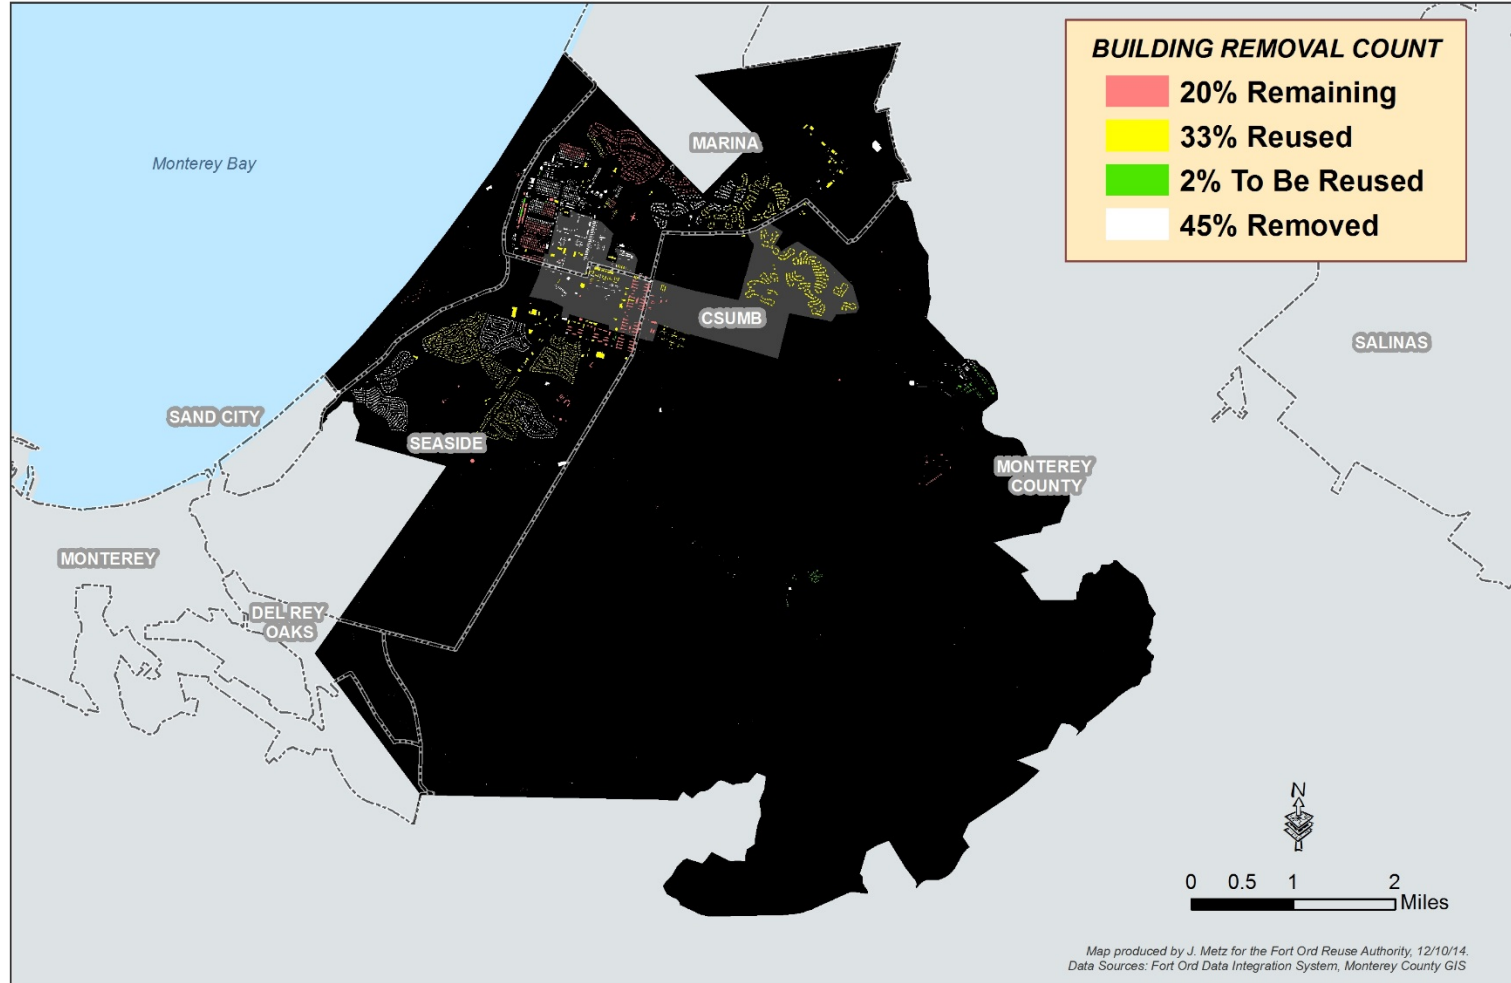 BUILDING REMOVAL COUNT
20% Remaining
33% Reused
2% To Be Reused
45% Removed
Monterey Bay
MARINA
CSUMB
SALINAS
SAND CITY
SEASIDE
MONTEREY
COUNTY
MONTEREY
DEL REY
OAKS
N
0 0.5 1 2
Miles
Map produced by J. Metz for the Fort Ord Reuse Authority, 12/10/14.
Data Sources: Fort Ord Data Integration System, Monterey County GIS